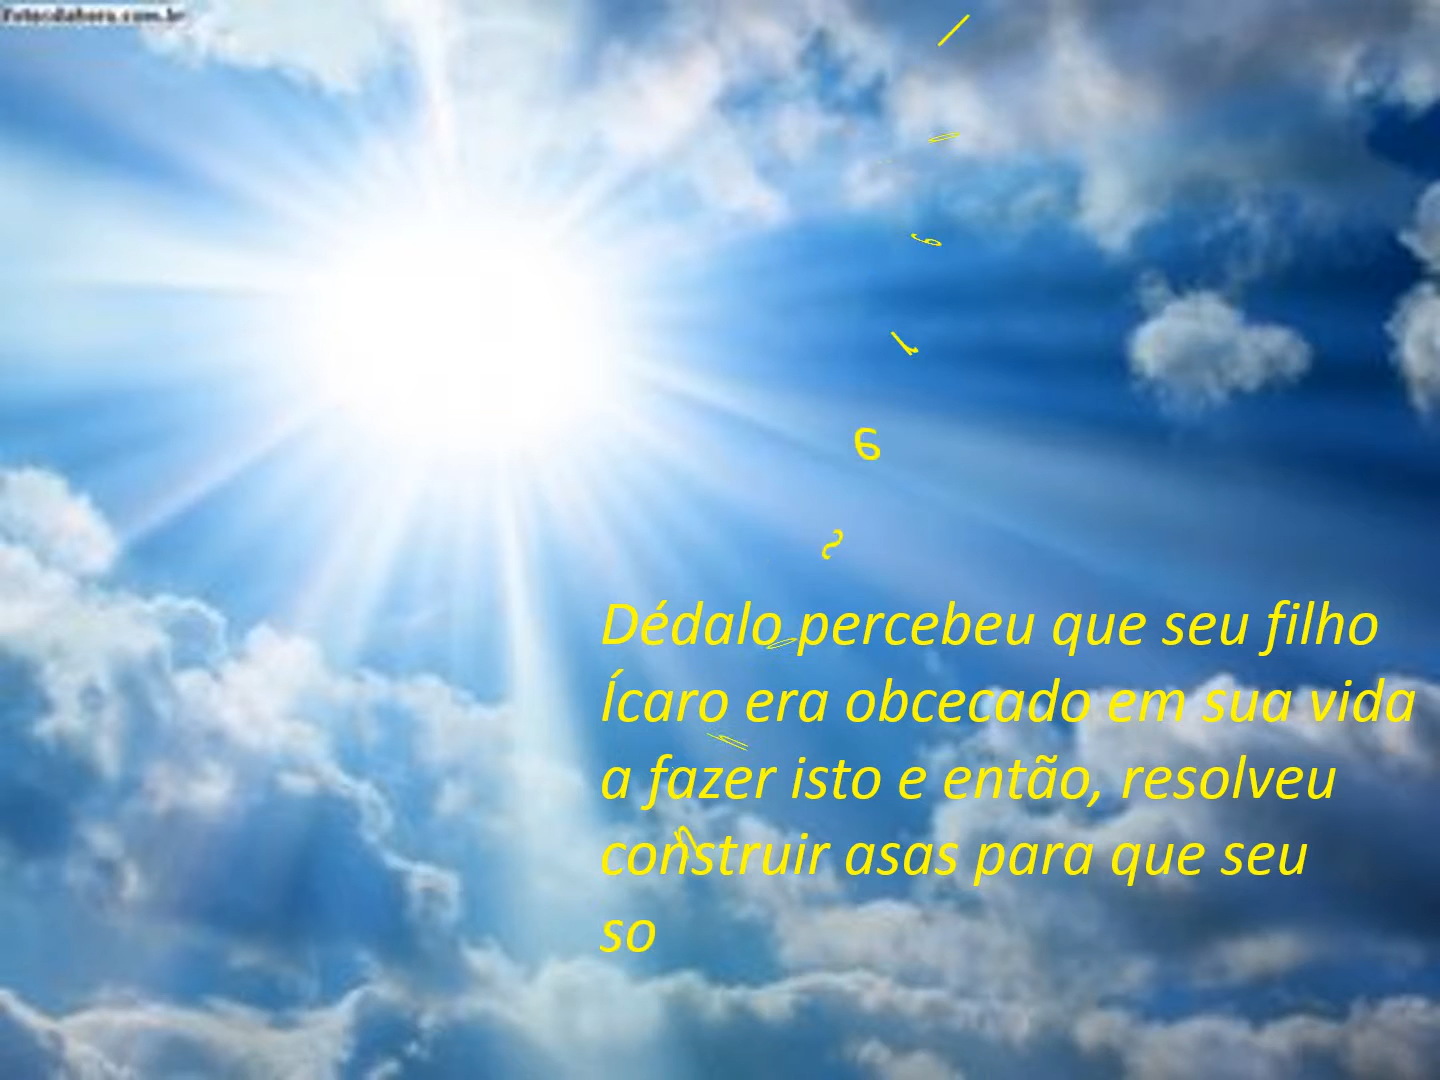 Dédalo percebeu que seu filho
Ícaro era obcecado em sua vida
a fazer isto e então, resolveu
construir asas para que seu
so